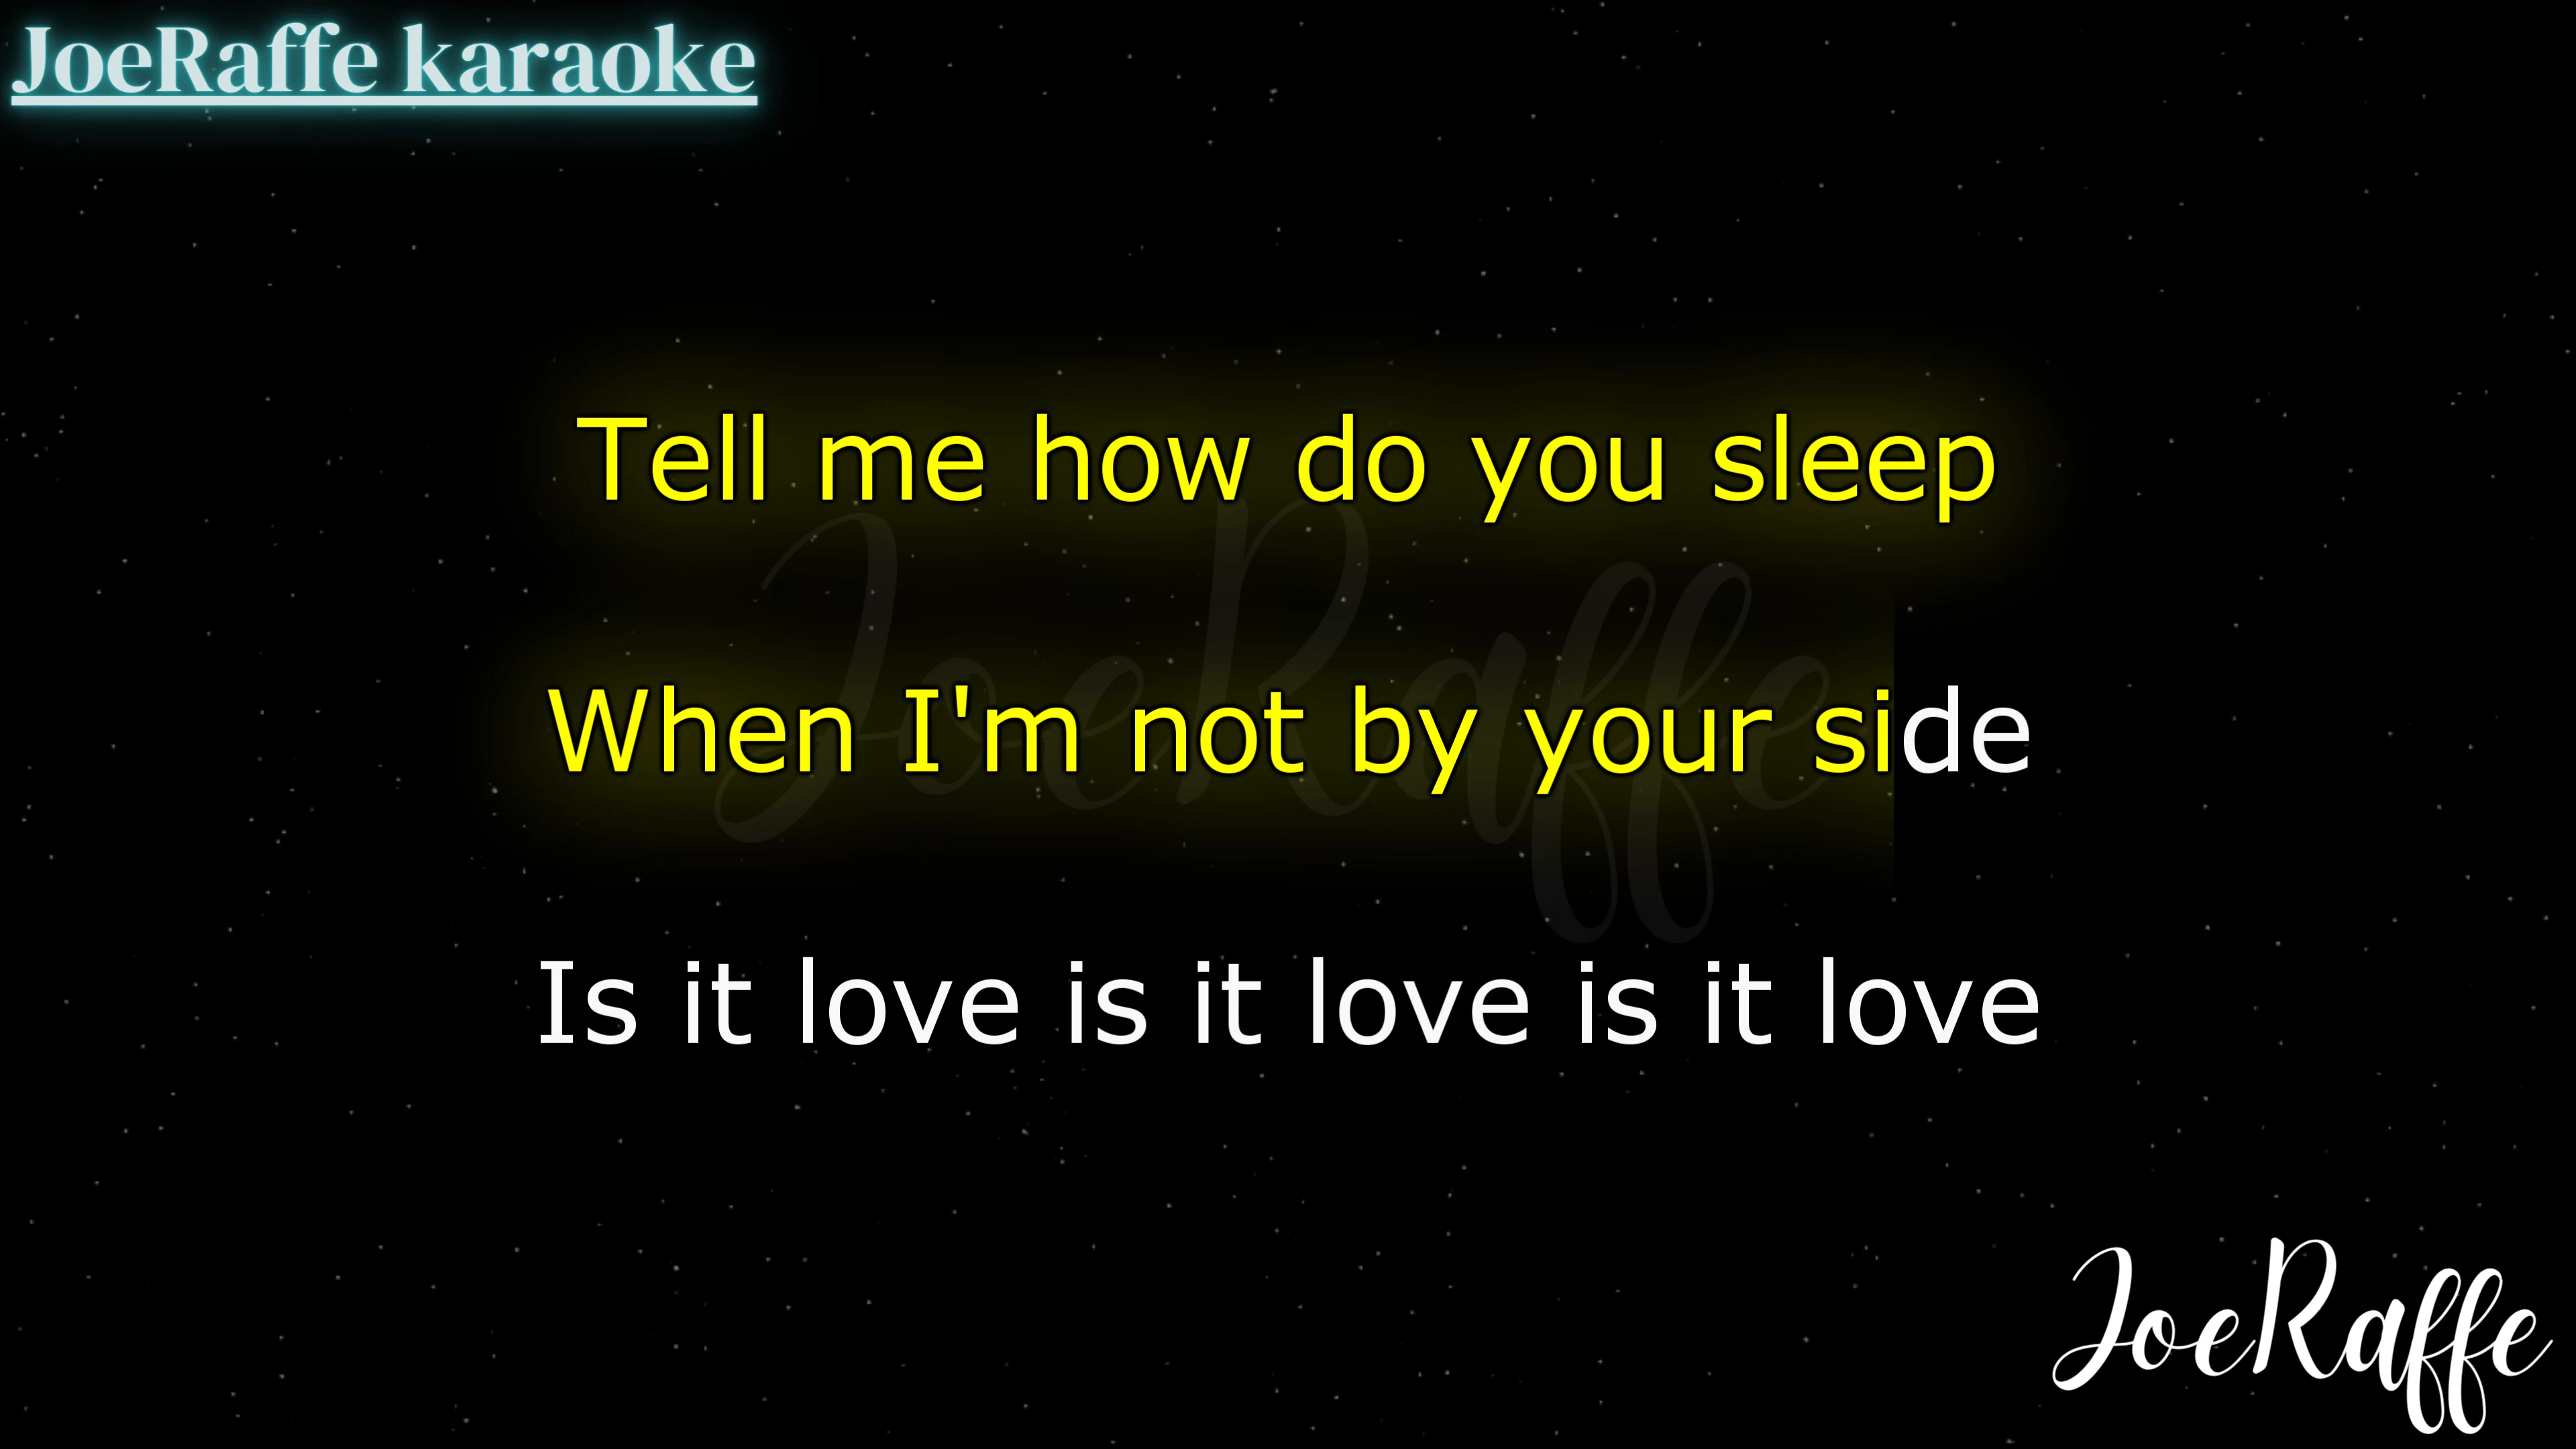 JoeRaffe karaoke
Tell me how do you sleep
When I'm not by your side
Is it love is it love is it love
JoeRaffe
JoeRaffe